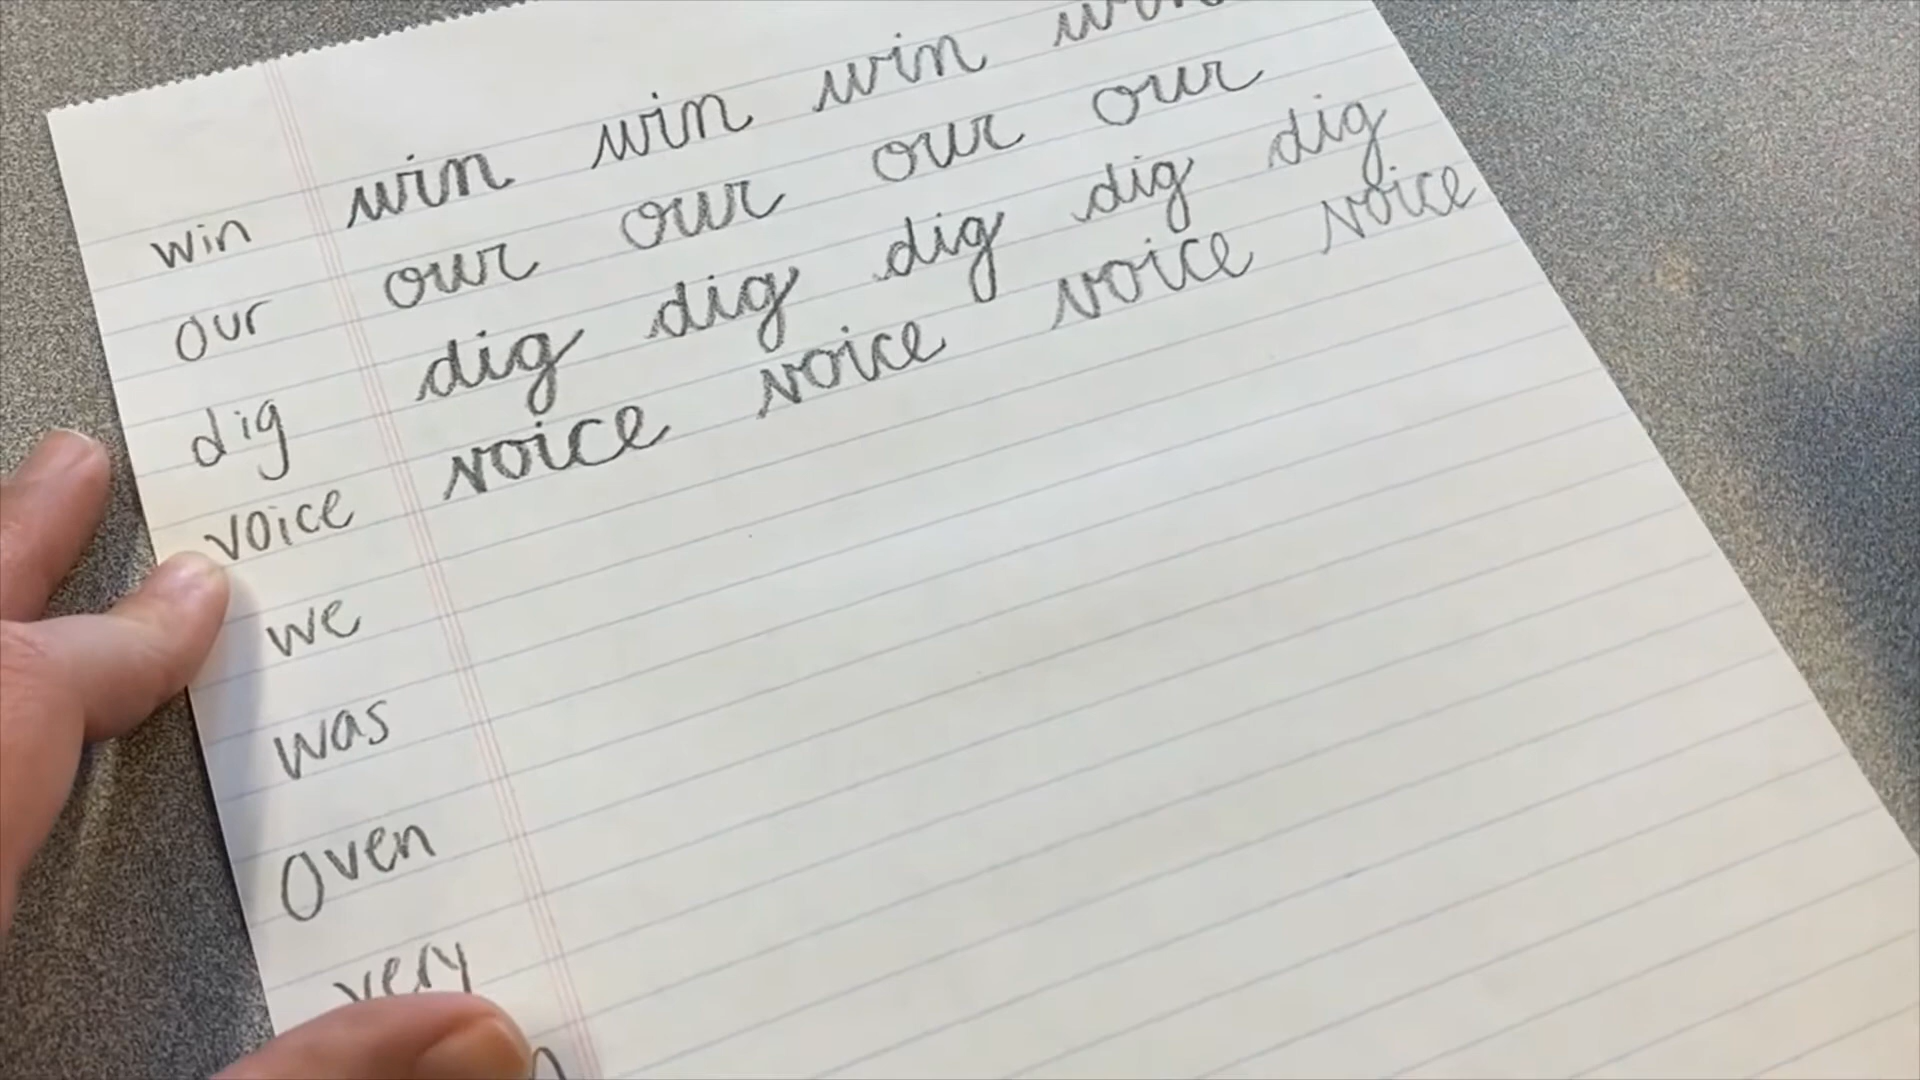 win win win win win
our our our our our
dig dig dig dig dig dig
voice voice voice voice voice
we
was
oven
very